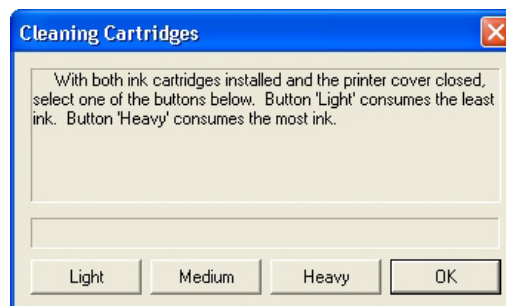 Cleaning Cartridges
With both ink cartridges installed and the printer cover closed,
select one of the buttons below. Button 'Light' consumes the least
ink. Button 'Heavy' consumes the most ink.
Light Medium Heavy OK